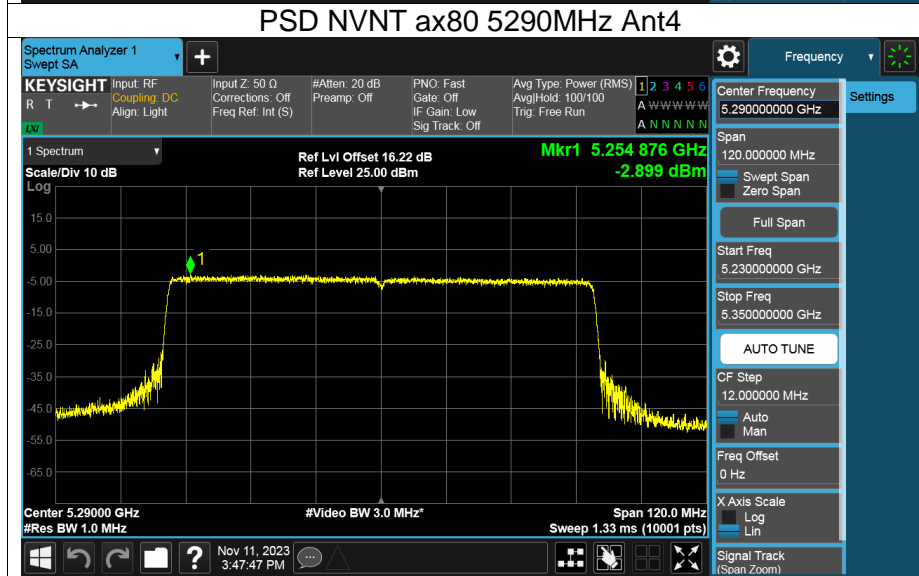 PSD NVNT ax80 5290MHz Ant4
Spectrum Analyzer 1
Swept SA
Frequency
KEYSIGHT
R T
LXI
Input: RF
Coupling: DC
Align: Light
Input Z: 50 Ω
Corrections: Off
Freq Ref: Int (S)
#Atten: 20 dB
Preamp: Off
PNO: Fast
Gate: Off
IF Gain: Low
Sig Track: Off
Avg Type: Power (RMS)
Avg|Hold: 100/100
Trig: Free Run
1 2 3 4 5 6
A W W W W W
A N N N N N
1 Spectrum
Scale/Div 10 dB
Ref Lvl Offset 16.22 dB
Ref Level 25.00 dBm
Mkr1 5.254 876 GHz
-2.899 dBm
Log
15.0
5.00
-5.00
-15.0
-25.0
-35.0
-45.0
-55.0
-65.0
1
Center 5.29000 GHz
#Res BW 1.0 MHz
#Video BW 3.0 MHz*
Span 120.0 MHz
Sweep 1.33 ms (10001 pts)
?
Nov 11, 2023
3:47:47 PM
Center Frequency
5.290000000 GHz
Settings
Span
120.000000 MHz
Swept Span
Zero Span
Full Span
Start Freq
5.230000000 GHz
Stop Freq
5.350000000 GHz
AUTO TUNE
CF Step
12.000000 MHz
Auto
Man
Freq Offset
0 Hz
X Axis Scale
Log
Lin
Signal Track
(Span Zoom)